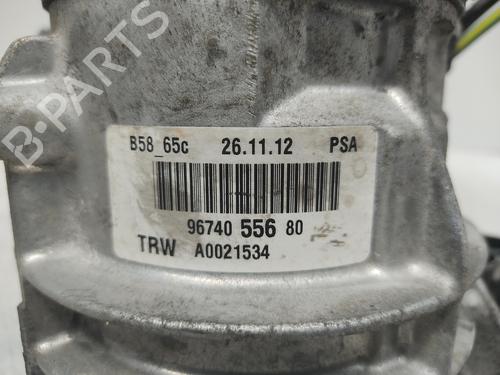 B58_65c 26.11.12 PSA
96740 556 80
TRW A0021534
B-PARTS